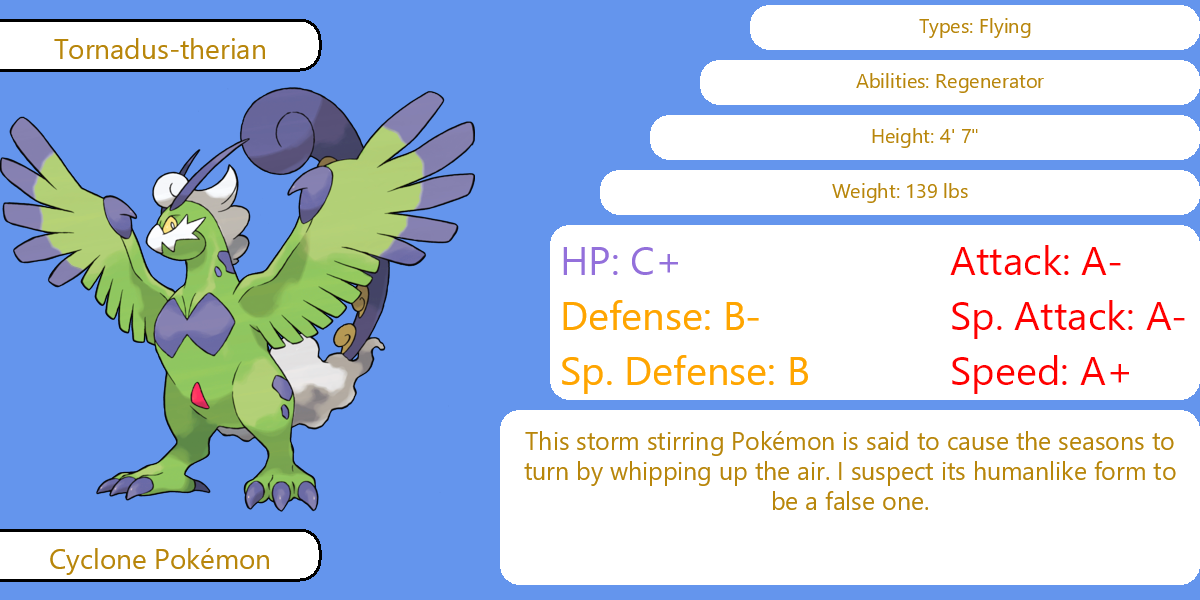 Tornadus-therian
Types: Flying
Abilities: Regenerator
Height: 4' 7"
Weight: 139 lbs
HP: C+
Attack: A-
Defense: B-
Sp. Attack: A-
Sp. Defense: B
Speed: A+
This storm stirring Pokémon is said to cause the seasons to
turn by whipping up the air. I suspect its humanlike form to
be a false one.
Cyclone Pokémon